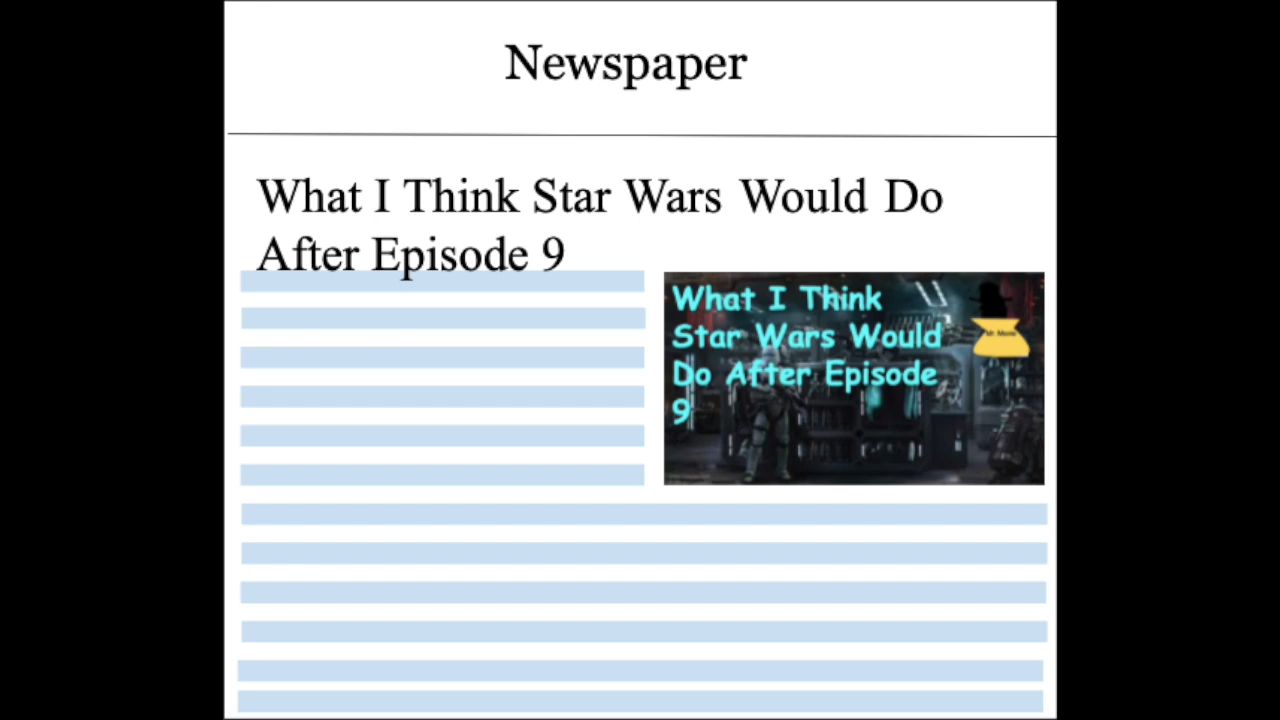 Newspaper
What I Think Star Wars Would Do
After Episode 9
What I Think
Star Wars Would
Do After Episode
9